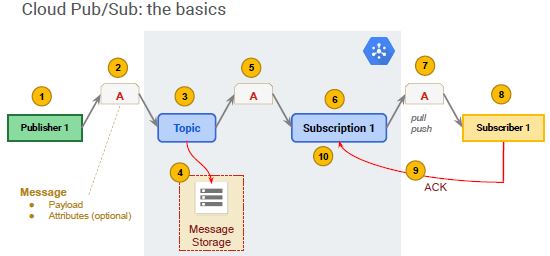 Cloud Pub/Sub: the basics
1
2
3
5
6
7
8
A
A
A
Publisher 1
Topic
Subscription 1
pull
push
Subscriber 1
10
4
9
ACK
Message
Payload
Attributes (optional)
Message
Storage